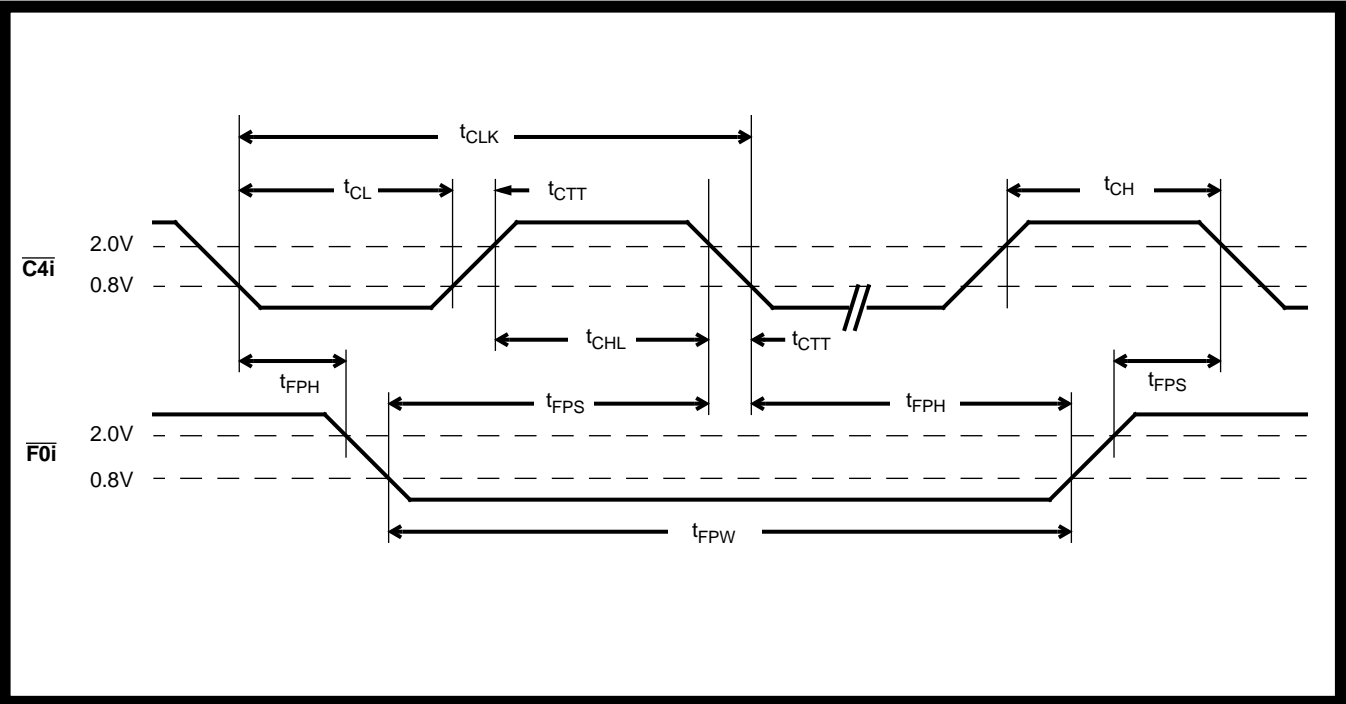 tCLK
tCL
tCTT
tCH
2.0V
C4i
0.8V
tCHL
tCTT
tFPH
tFPS
tFPS
tFPH
2.0V
F0i
0.8V
tFPW